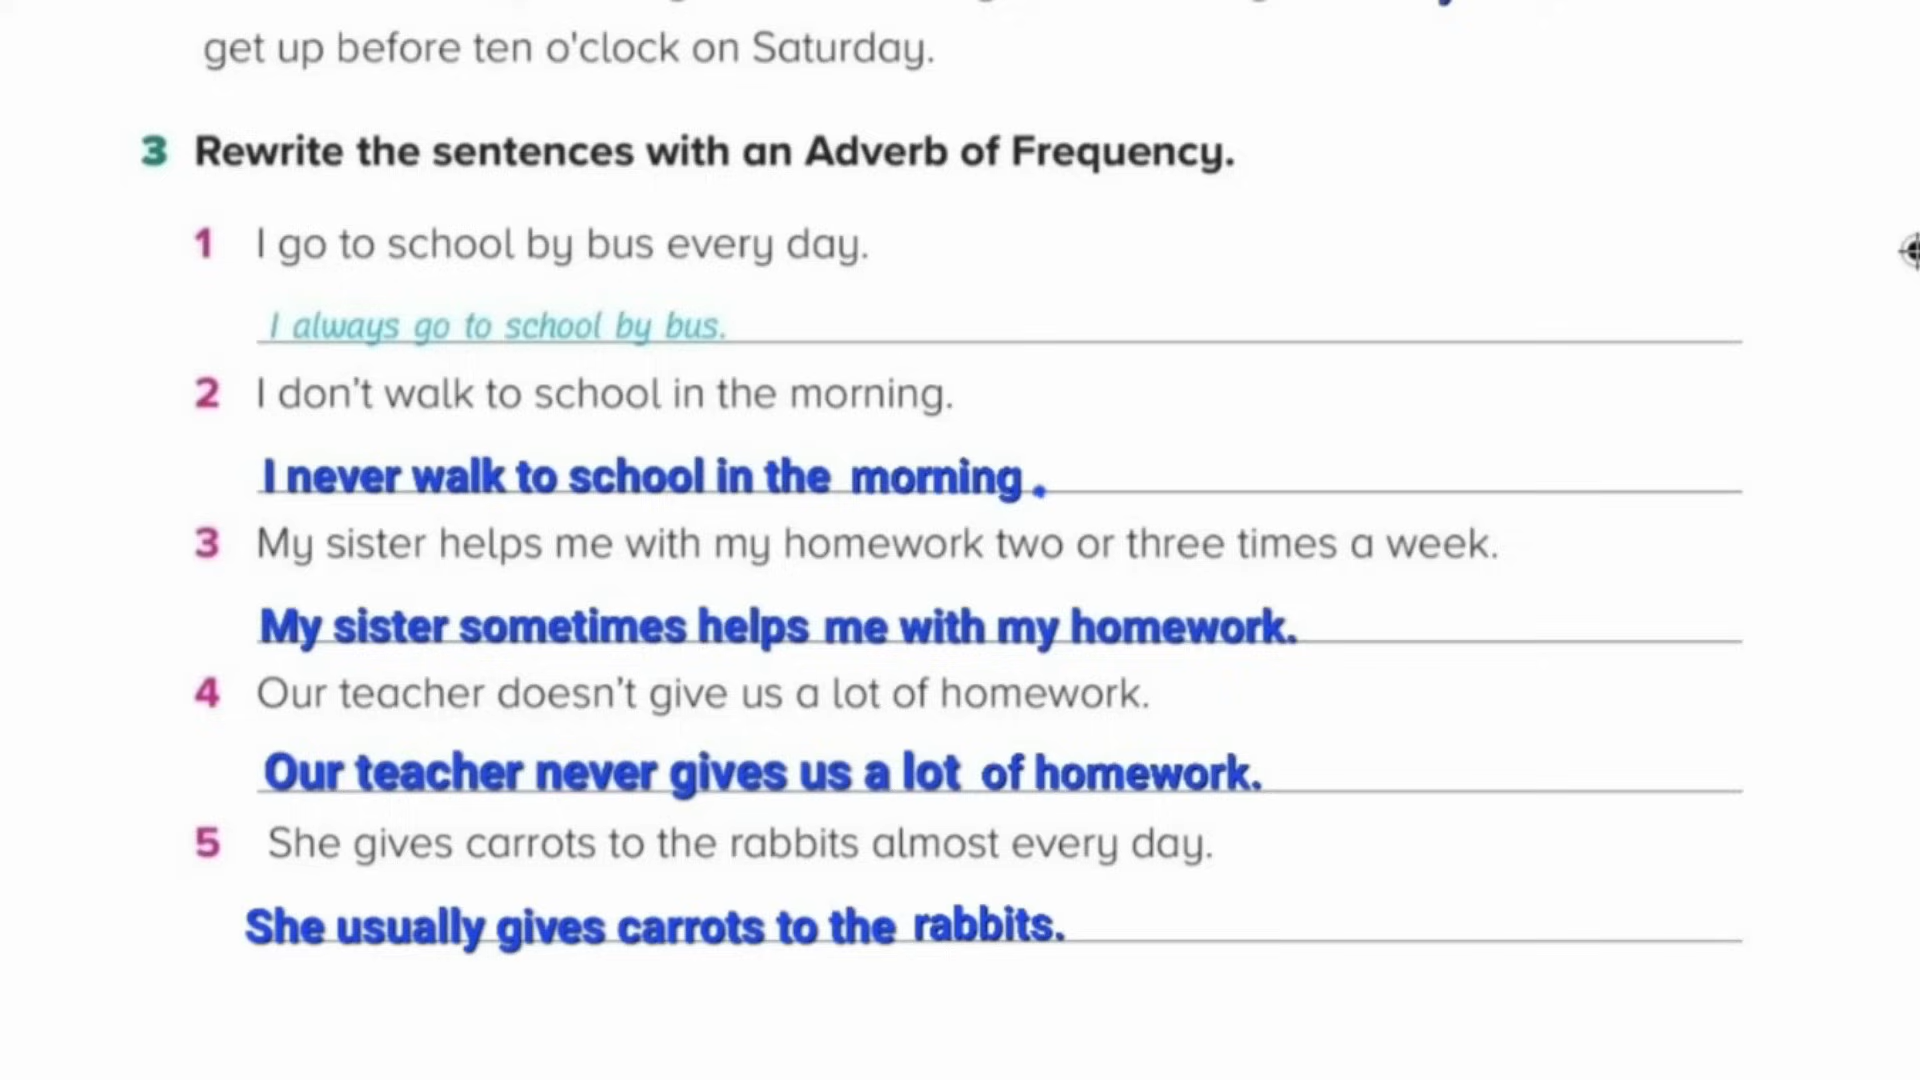 get up before ten o'clock on Saturday.
3 Rewrite the sentences with an Adverb of Frequency.
1 I go to school by bus every day.
I always go to school by bus.
2 I don't walk to school in the morning.
I never walk to school in the morning.
3 My sister helps me with my homework two or three times a week.
My sister sometimes helps me with my homework.
4 Our teacher doesn't give us a lot of homework.
Our teacher never gives us a lot of homework.
5 She gives carrots to the rabbits almost every day.
She usually gives carrots to the rabbits.